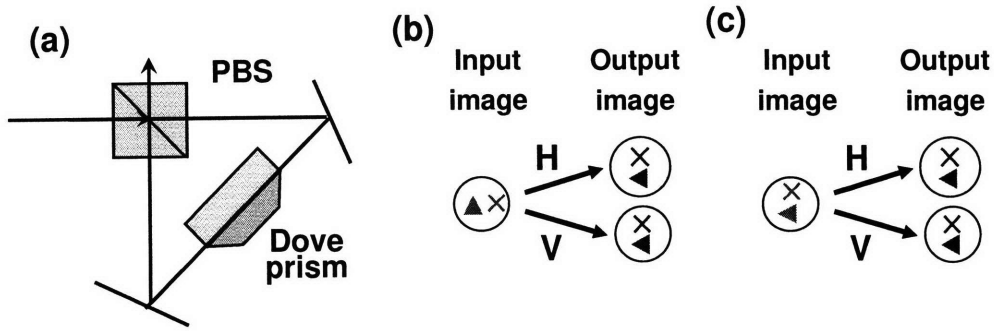 (a)
PBS
Dove
prism
(b)
Input
image
Output
image
H
V
(c)
Input
image
Output
image
H
V